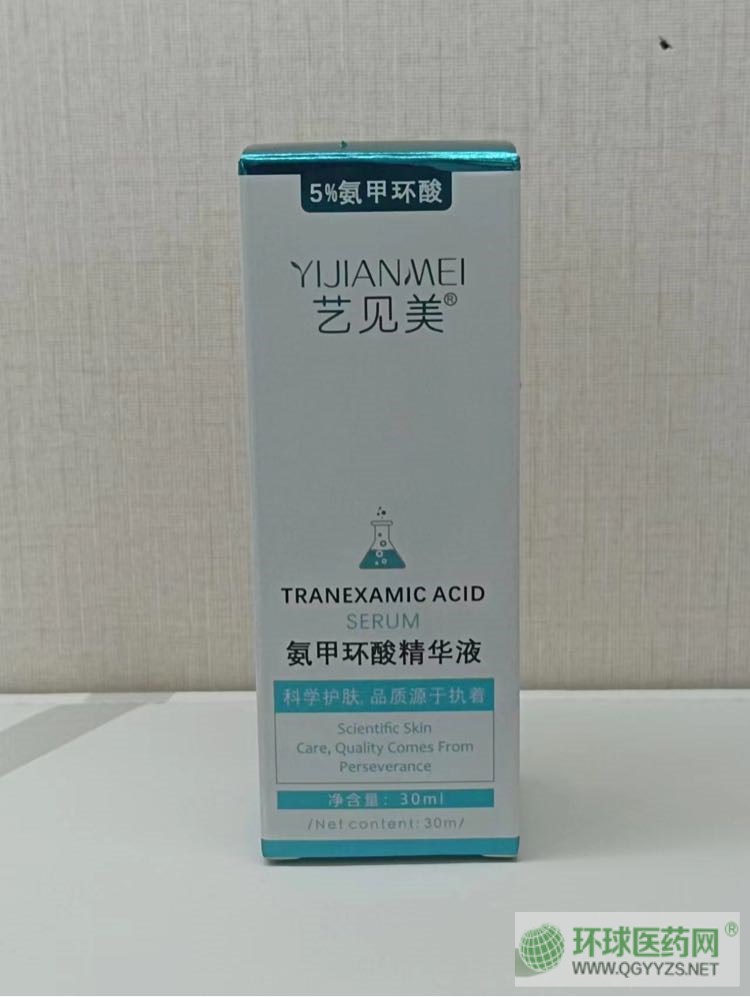 5%氨甲环酸
YIJIANMEI
艺见美®
TRANEXAMIC ACID
SERUM
氨甲环酸精华液
科学护肤,品质源于执着
Scientific Skin
Care, Quality Comes From
Perseverance
净含量：30ml
/Net content:30m/
环球医药网®
WWW.QGYYZS.NET